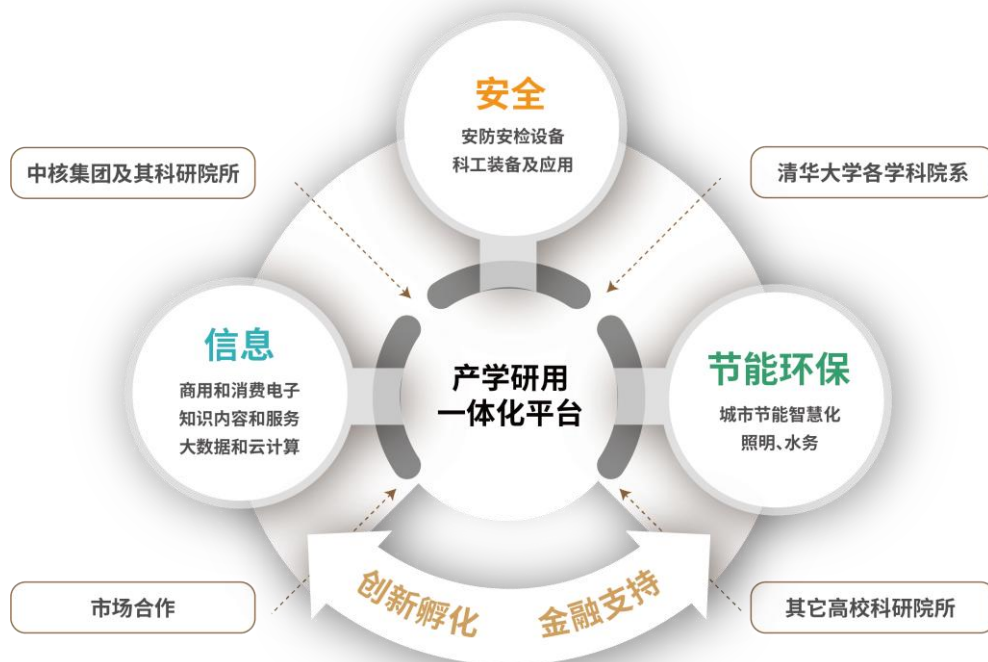 安全
安防安检设备
科工装备及应用
中核集团及其科研院所
清华大学各学科院系
信息
商用和消费电子
知识内容和服务
大数据和云计算
产学研用
一体化平台
节能环保
城市节能智慧化
照明、水务
创新孵化
金融支持
市场合作
其它高校科研院所